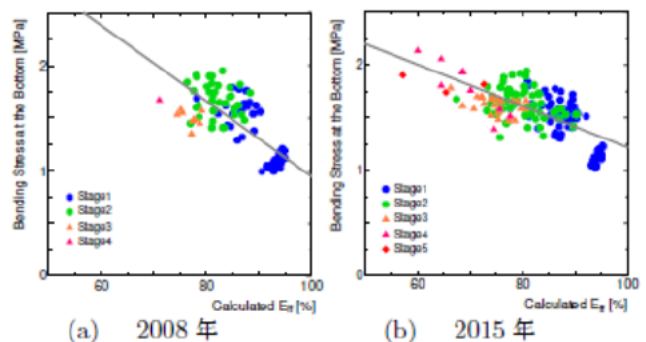 Bending Stress at the Bottom [MPa]
2
1
0
Stage1
Stage2
Stage3
Stage4
60
80
100
Calculated E_ff [%]
(a) 2008 年
Bending Stress at the Bottom [MPa]
2
1
0
Stage1
Stage2
Stage3
Stage4
Stage5
60
80
100
Calculated E_ff [%]
(b) 2015 年